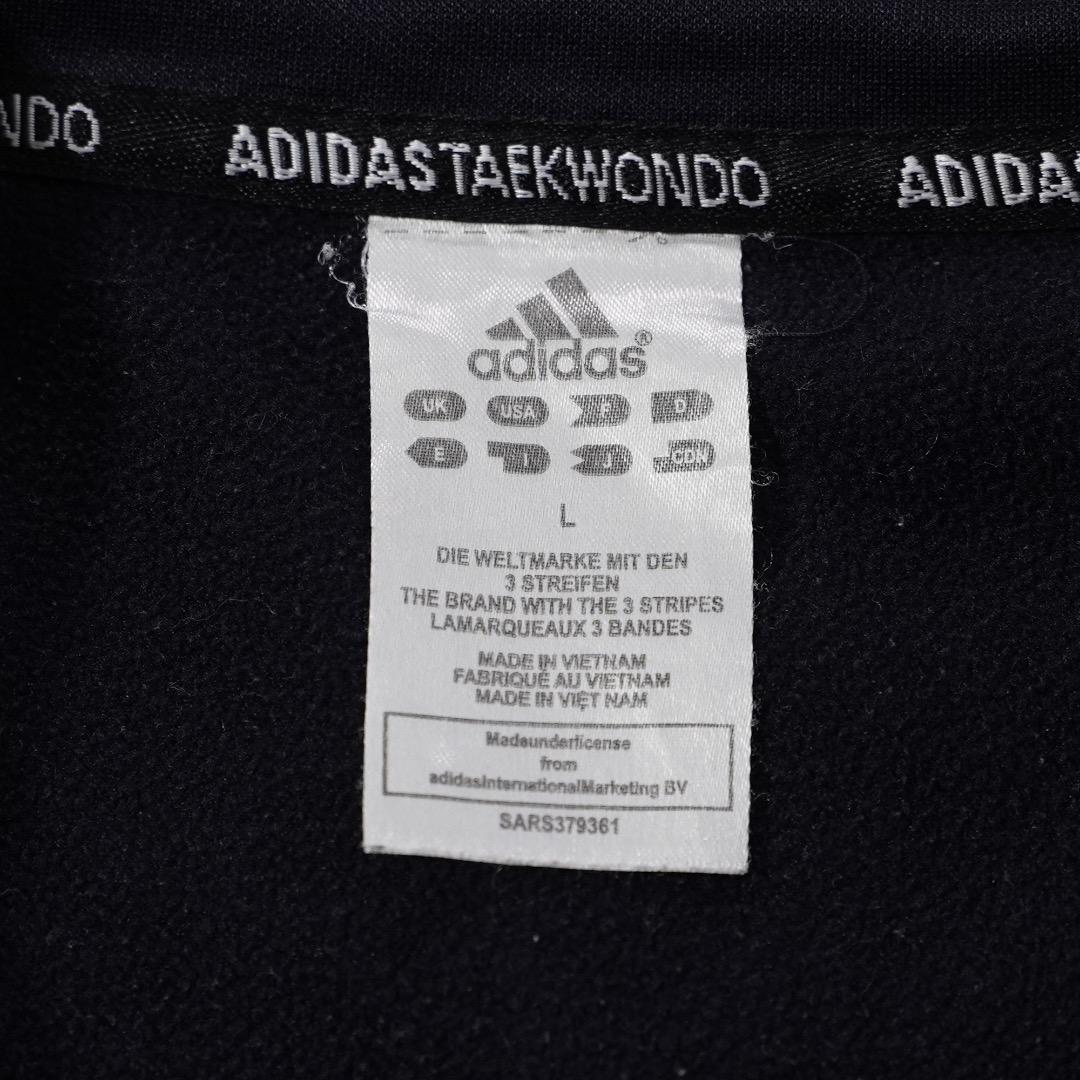 NDO ADIDASTAEKWONDO ADIDAS
adidas®
UK USA F D
E I J CDN
L
DIE WELTMARKE MIT DEN
3 STREIFEN
THE BRAND WITH THE 3 STRIPES
LAMARQUEAUX 3 BANDES
MADE IN VIETNAM
FABRIQUÉ AU VIETNAM
MADE IN VIỆT NAM
Madeunderlicense
from
adidasInternationalMarketing BV
SARS379361